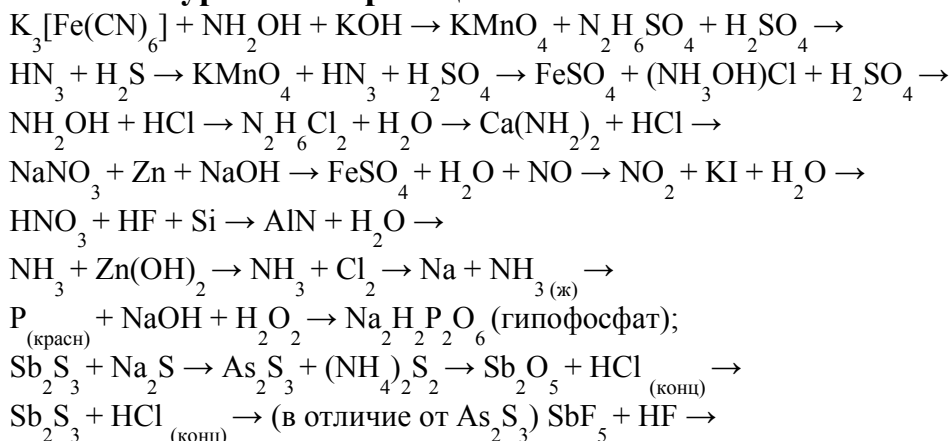 K₃[Fe(CN)₆] + NH₂OH + KOH → KMnO₄ + N₂H₆SO₄ + H₂SO₄ →
HN₃ + H₂S → KMnO₄ + HN₃ + H₂SO₄ → FeSO₄ + (NH₃OH)Cl + H₂SO₄ →
NH₂OH + HCl → N₂H₆Cl₂ + H₂O → Ca(NH₂)₂ + HCl →
NaNO₃ + Zn + NaOH → FeSO₄ + H₂O + NO → NO₂ + KI + H₂O →
HNO₃ + HF + Si → AlN + H₂O →
NH₃ + Zn(OH)₂ → NH₃ + Cl₂ → Na + NH₃ (ж) →
P(красн) + NaOH + H₂O₂ → Na₂H₂P₂O₆ (гипофосфат);
Sb₂S₃ + Na₂S → As₂S₃ + (NH₄)₂S₂ → Sb₂O₅ + HCl (конц) →
Sb₂S₃ + HCl (конц) → (в отличие от As₂S₃) SbF₅ + HF →